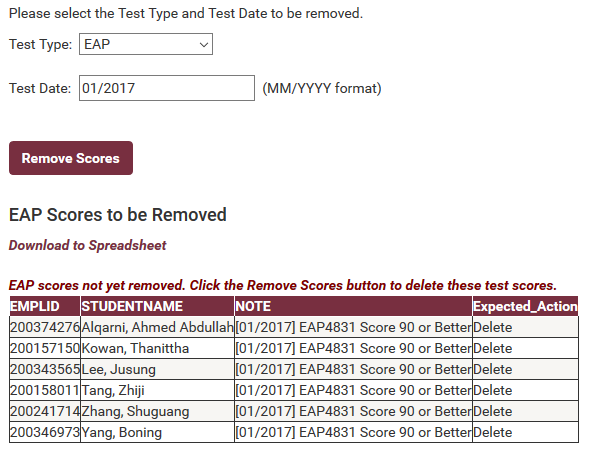 Please select the Test Type and Test Date to be removed.
Test Type: EAP
Test Date: 01/2017 (MM/YYYY format)
Remove Scores
EAP Scores to be Removed
Download to Spreadsheet
EAP scores not yet removed. Click the Remove Scores button to delete these test scores.
EMPLID STUDENTNAME NOTE Expected_Action
200374276 Alqarni, Ahmed Abdullah [01/2017] EAP4831 Score 90 or Better Delete
200157150 Kowan, Thanittha [01/2017] EAP4831 Score 90 or Better Delete
200343565 Lee, Jusung [01/2017] EAP4831 Score 90 or Better Delete
200158011 Tang, Zhiji [01/2017] EAP4831 Score 90 or Better Delete
200241714 Zhang, Shuguang [01/2017] EAP4831 Score 90 or Better Delete
200346973 Yang, Boning [01/2017] EAP4831 Score 90 or Better Delete